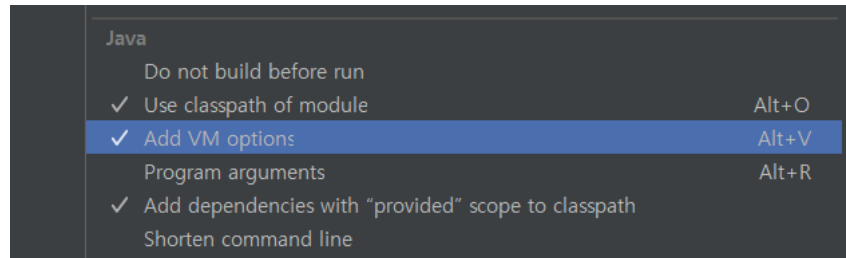 Java
Do not build before run
Use classpath of module Alt+O
Add VM options Alt+V
Program arguments Alt+R
Add dependencies with “provided” scope to classpath
Shorten command line